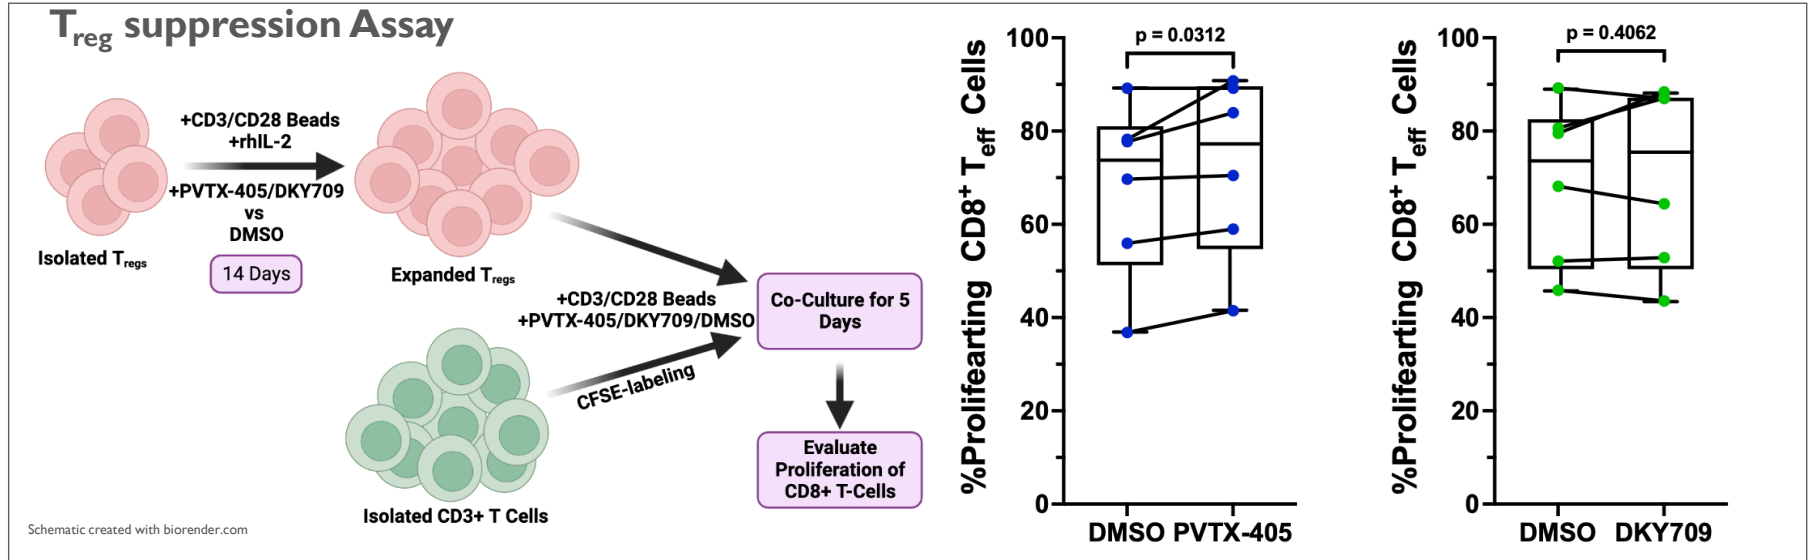 Treg suppression Assay
+CD3/CD28 Beads
+rhIL-2
+PVTX-405/DKY709
vs
DMSO
14 Days
Isolated Tregs
Expanded Tregs
+CD3/CD28 Beads
+PVTX-405/DKY709/DMSO
CFSE-labeling
Isolated CD3+ T Cells
Co-Culture for 5
Days
Evaluate
Proliferation of
CD8+ T-Cells
Schematic created with biorender.com
%Prolifearting CD8+ Teff Cells
100
80
60
40
20
0
p = 0.0312
DMSO PVTX-405
%Prolifearting CD8+ Teff Cells
100
80
60
40
20
0
p = 0.4062
DMSO DKY709